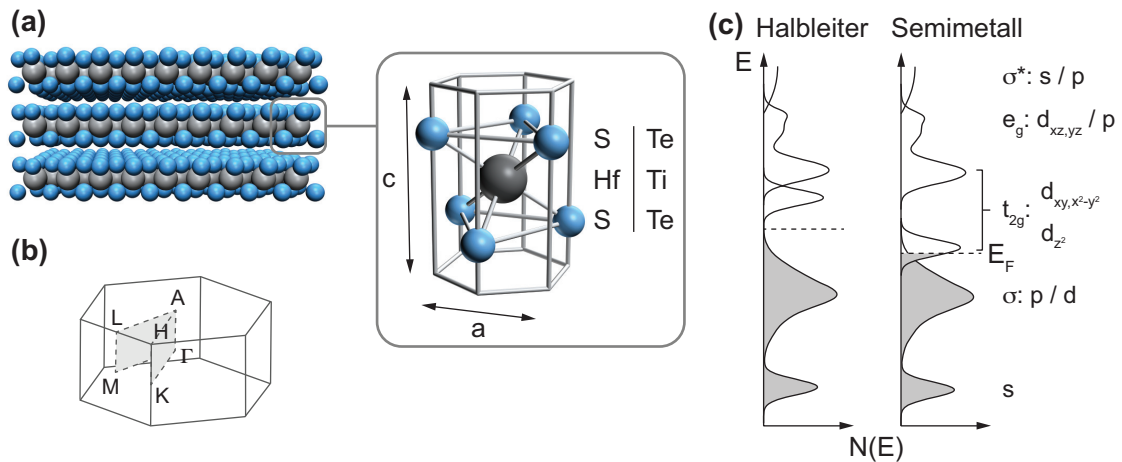 (a)
c
a
S | Te
Hf | Ti
S | Te
(b)
A
L
H
Γ
M
K
(c) Halbleiter Semimetall
E
σ*: s / p
e_g: d_xz,yz / p
t_2g: d_xy,x²-y²
d_z²
E_F
σ: p / d
s
N(E)